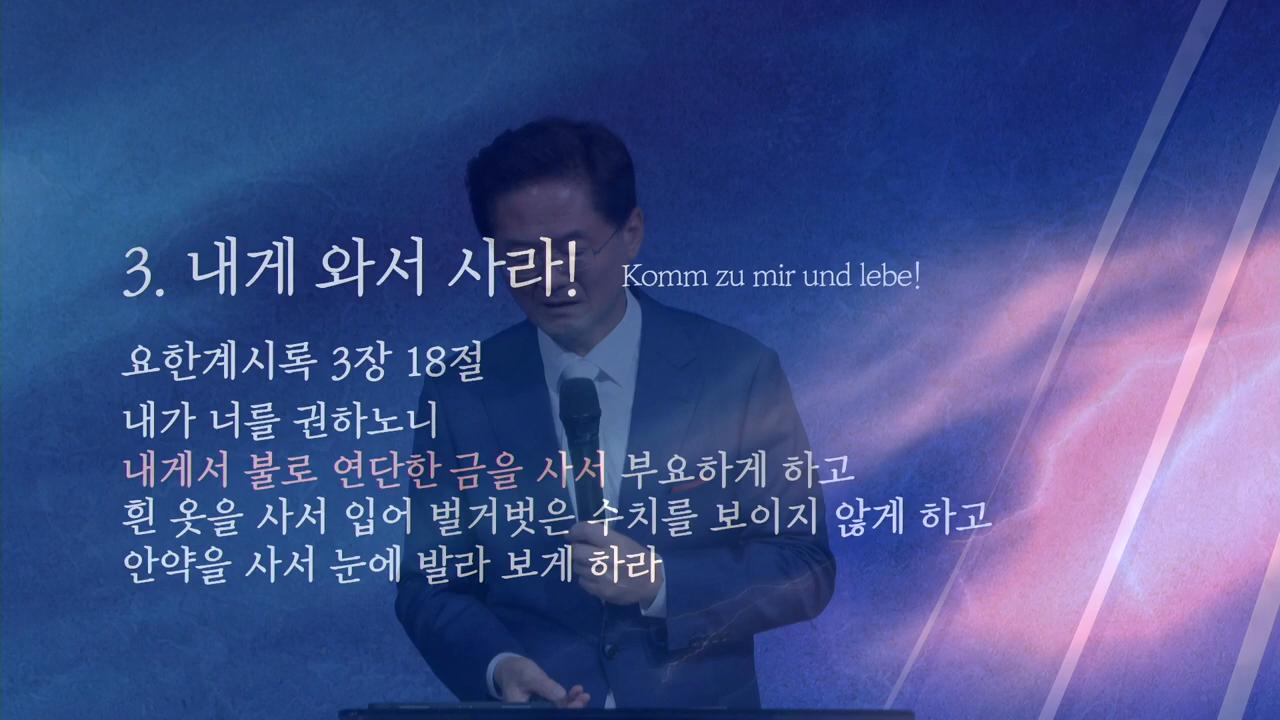 3. 내게 와서 사라! Komm zu mir und lebe!
요한계시록 3장 18절
내가 너를 권하노니
내게서 불로 연단한 금을 사서 부요하게 하고
흰 옷을 사서 입어 벌거벗은 수치를 보이지 않게 하고
안약을 사서 눈에 발라 보게 하라